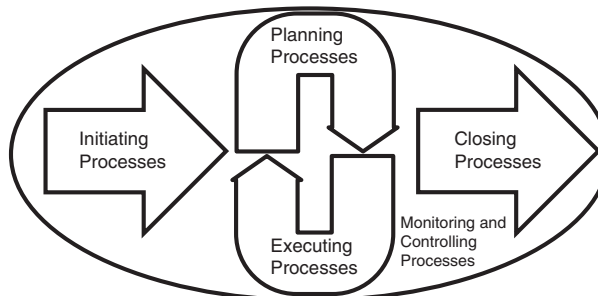 Planning
Processes
Initiating
Processes
Closing
Processes
Executing
Processes
Monitoring and
Controlling
Processes